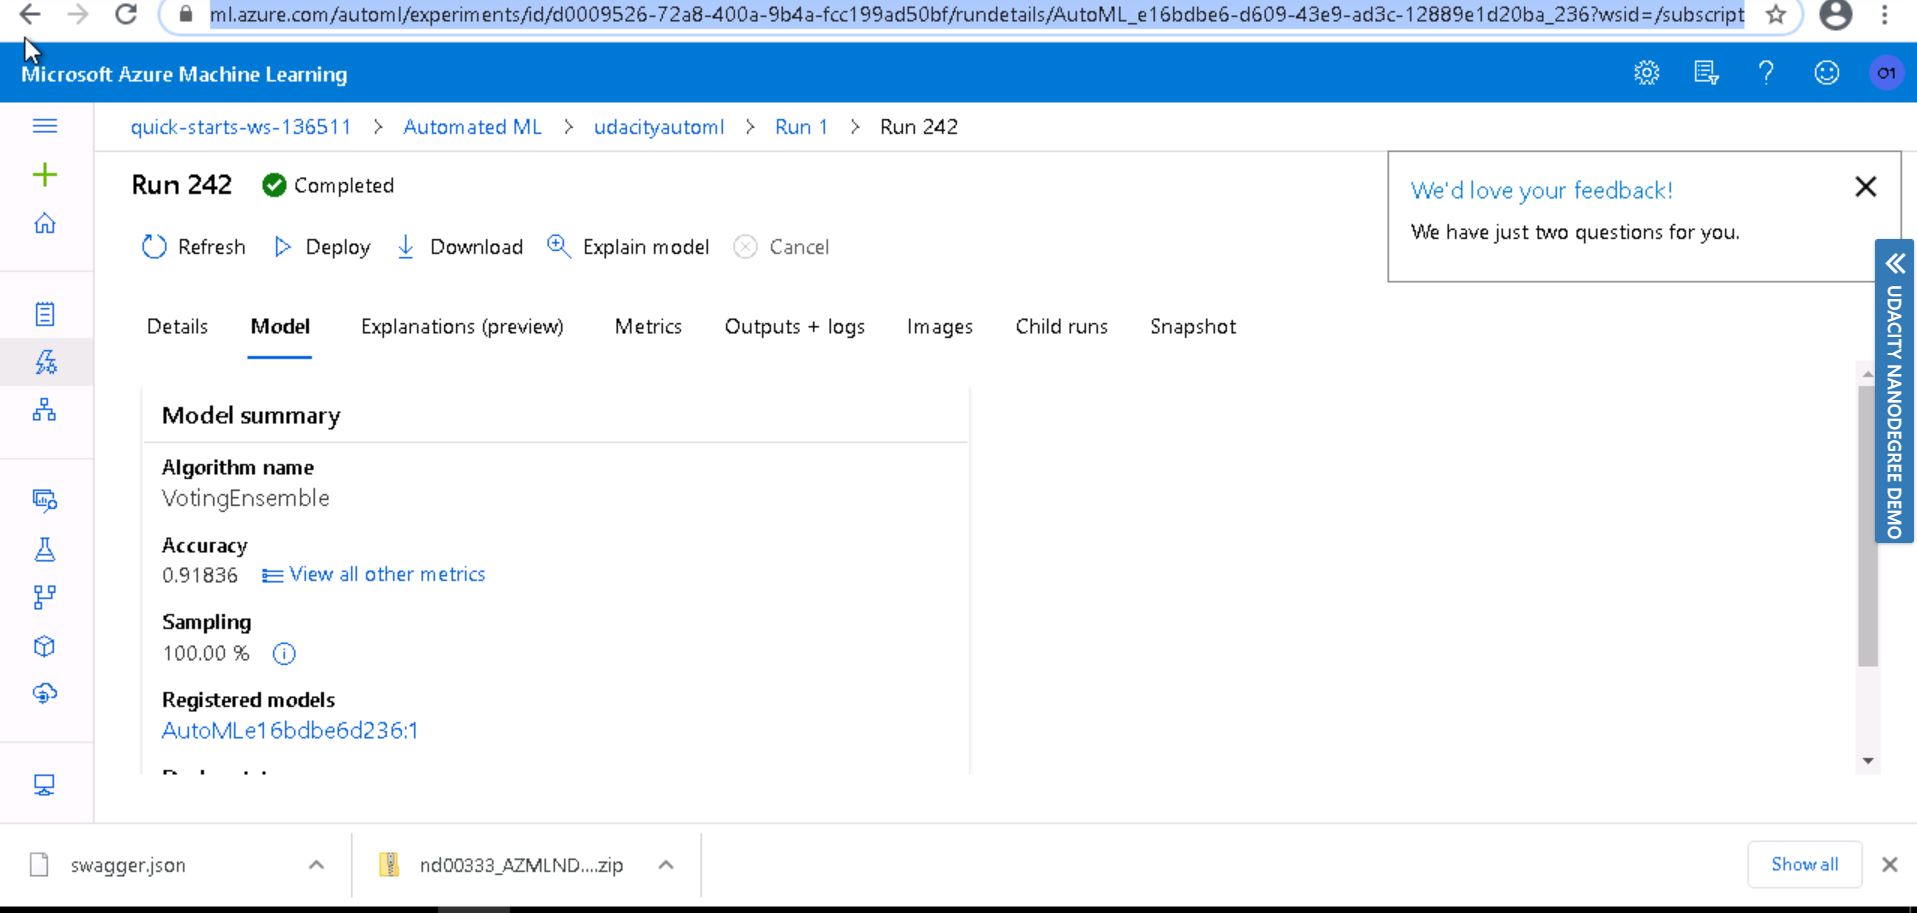 ml.azure.com/automl/experiments/id/d0009526-72a8-400a-9b4a-fcc199ad50bf/rundetails/AutoML_e16bdbe6-d609-43e9-ad3c-12889e1d20ba_236?wsid=/subscript
Microsoft Azure Machine Learning
01
quick-starts-ws-136511 > Automated ML > udacityautoml > Run 1 > Run 242
Run 242 Completed
We'd love your feedback!
We have just two questions for you.
Refresh Deploy Download Explain model Cancel
UDACITY NANODEGREE DEMO
Details Model Explanations (preview) Metrics Outputs + logs Images Child runs Snapshot
Model summary
Algorithm name
VotingEnsemble
Accuracy
0.91836 View all other metrics
Sampling
100.00 %
Registered models
AutoMLe16bdbe6d236:1
swagger.json nd00333_AZMLND....zip Show all